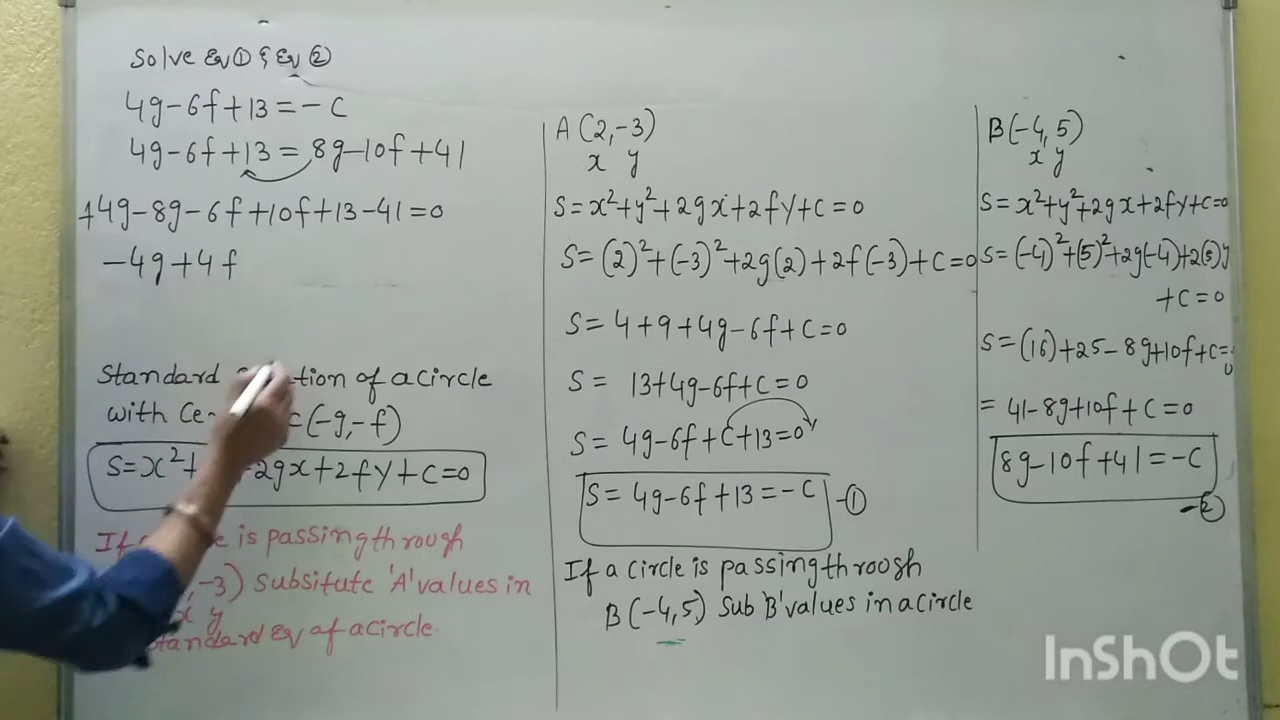 Solve Eq ① & Eq ②
4g-6f+13=-c
4g-6f+13=8g-10f+41
+4g-8g-6f+10f+13-41=0
-4g+4f
Standard of a circle
with =(-g,-f)
S=x²+ 2gx+2fy+c=0
If is passing through
-3) Subsitute 'A' values in
x y
Standard Eq of a circle.
A(2,-3)
x y
S=x²+y²+2gx+2fy+c=0
S=(2)²+(-3)²+2g(2)+2f(-3)+c=0
S=4+9+4g-6f+c=0
S= 13+4g-6f+c=0
S= 4g-6f+c+13=0
S= 4g-6f+13=-c -①
If a circle is passing throogh
B(-4,5) Sub 'B' values in a circle
B(-4,5)
x y
S=x²+y²+2gx+2fy+c=0
S=(-4)²+(5)²+2g(-4)+2(5)y
+c=0
S=(16)+25-8g+10f+c=0
=41-8g+10f+c=0
8g-10f+41=-c
-②
InShOt